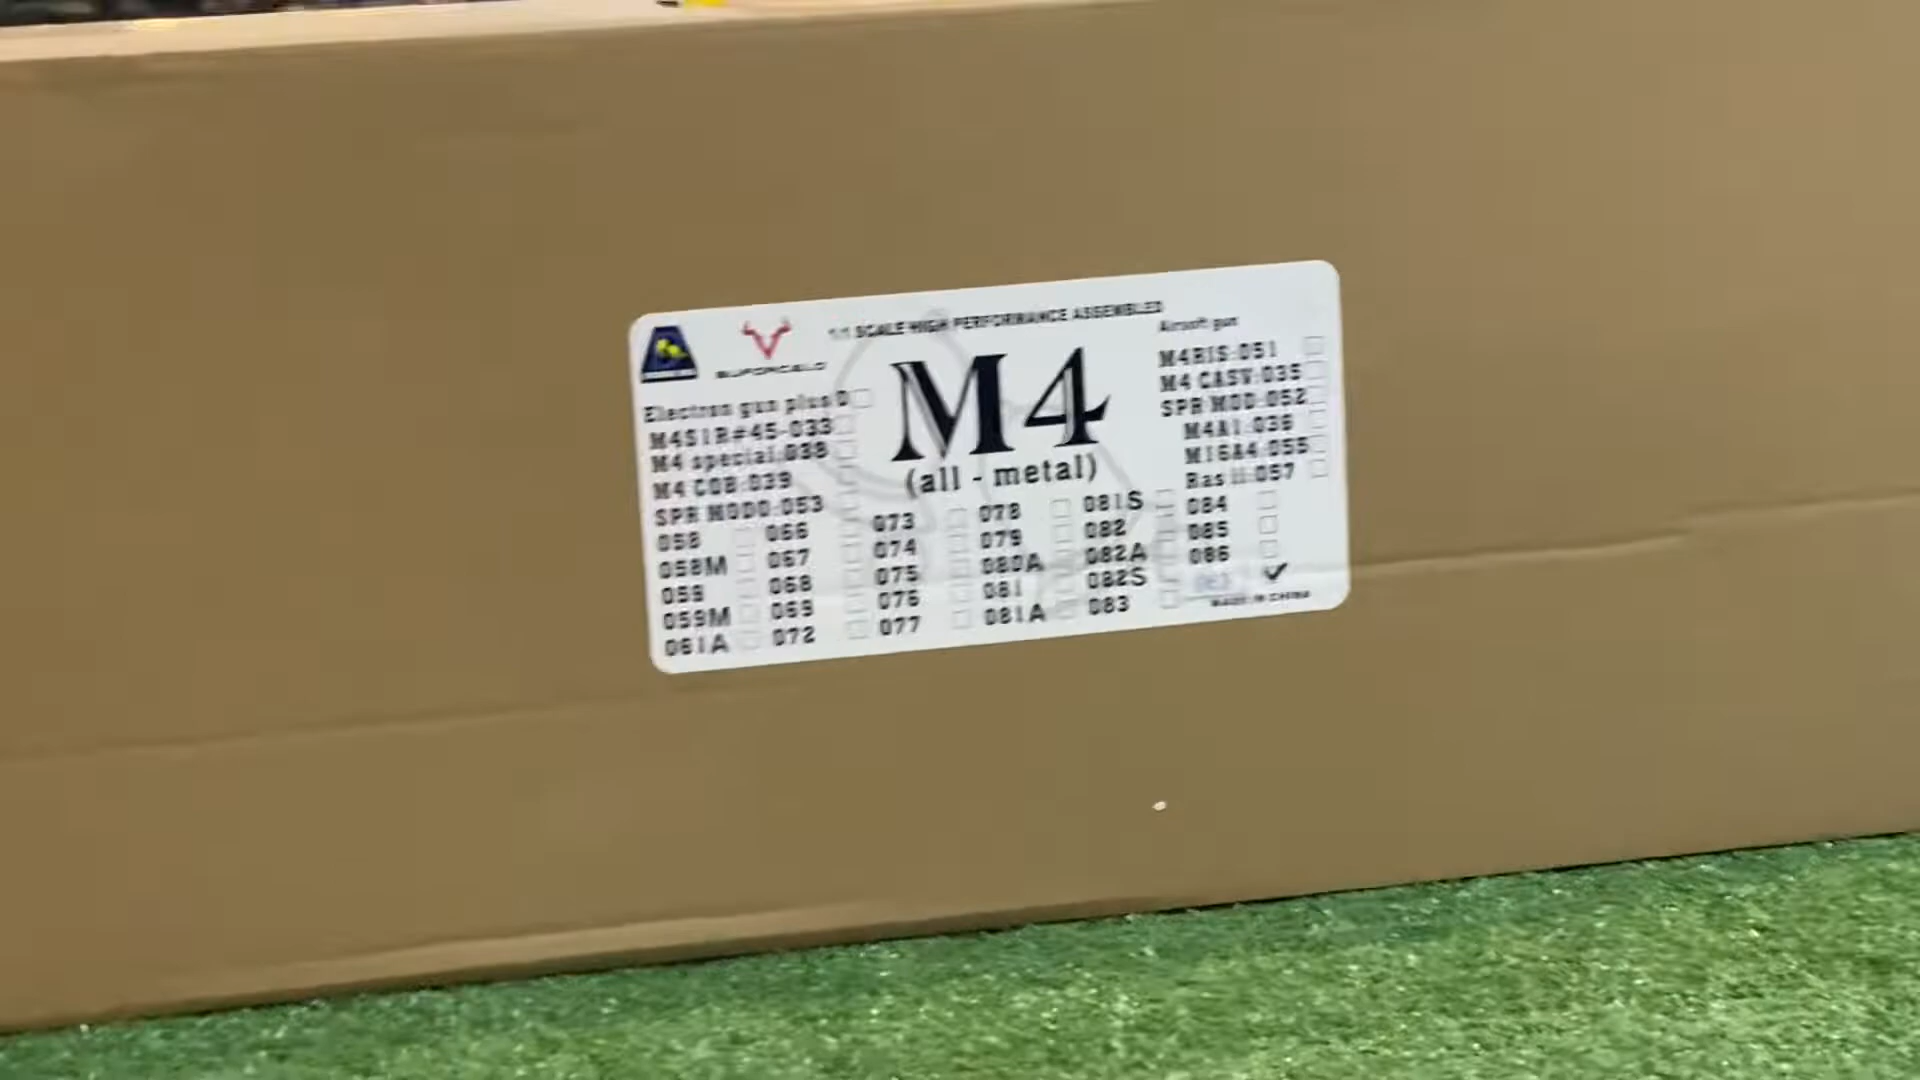 1:1 SCALE HIGH PERFORMANCE ASSEMBLED
Airsoft gun
Electron gun plus 0
M4S1R#45-033
M4 special:038
M4 CQB:039
SPR MOD0:053
M4
(all - metal)
M4RIS:051
M4 CASV:035
SPR MOD:052
M4A1:036
M16A4:055
Ras II:057
058 066 073 078 081S 084
058M 067 074 079 082 085
059 068 075 080A 082A 086
059M 069 076 081 082S
061A 072 077 081A 083
MADE IN CHINA